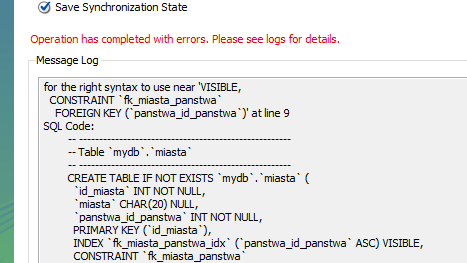 Save Synchronization State
Operation has completed with errors. Please see logs for details.
Message Log
for the right syntax to use near 'VISIBLE,
CONSTRAINT `fk_miasta_panstwa`
FOREIGN KEY (`panstwa_id_panstwa`)' at line 9
SQL Code:
-- -----------------------------------------------------
-- Table `mydb`.`miasta`
-- -----------------------------------------------------
CREATE TABLE IF NOT EXISTS `mydb`.`miasta` (
`id_miasta` INT NOT NULL,
`miasta` CHAR(20) NULL,
`panstwa_id_panstwa` INT NOT NULL,
PRIMARY KEY (`id_miasta`),
INDEX `fk_miasta_panstwa_idx` (`panstwa_id_panstwa` ASC) VISIBLE,
CONSTRAINT `fk_miasta_panstwa`